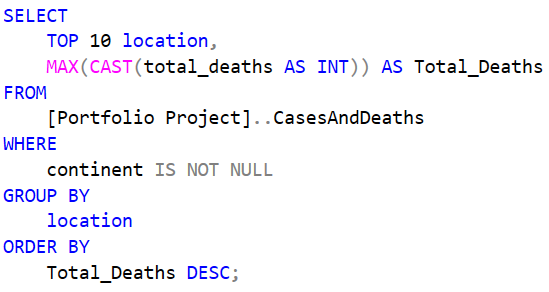 SELECT
TOP 10 location,
MAX(CAST(total_deaths AS INT)) AS Total_Deaths
FROM
[Portfolio Project]..CasesAndDeaths
WHERE
continent IS NOT NULL
GROUP BY
location
ORDER BY
Total_Deaths DESC;